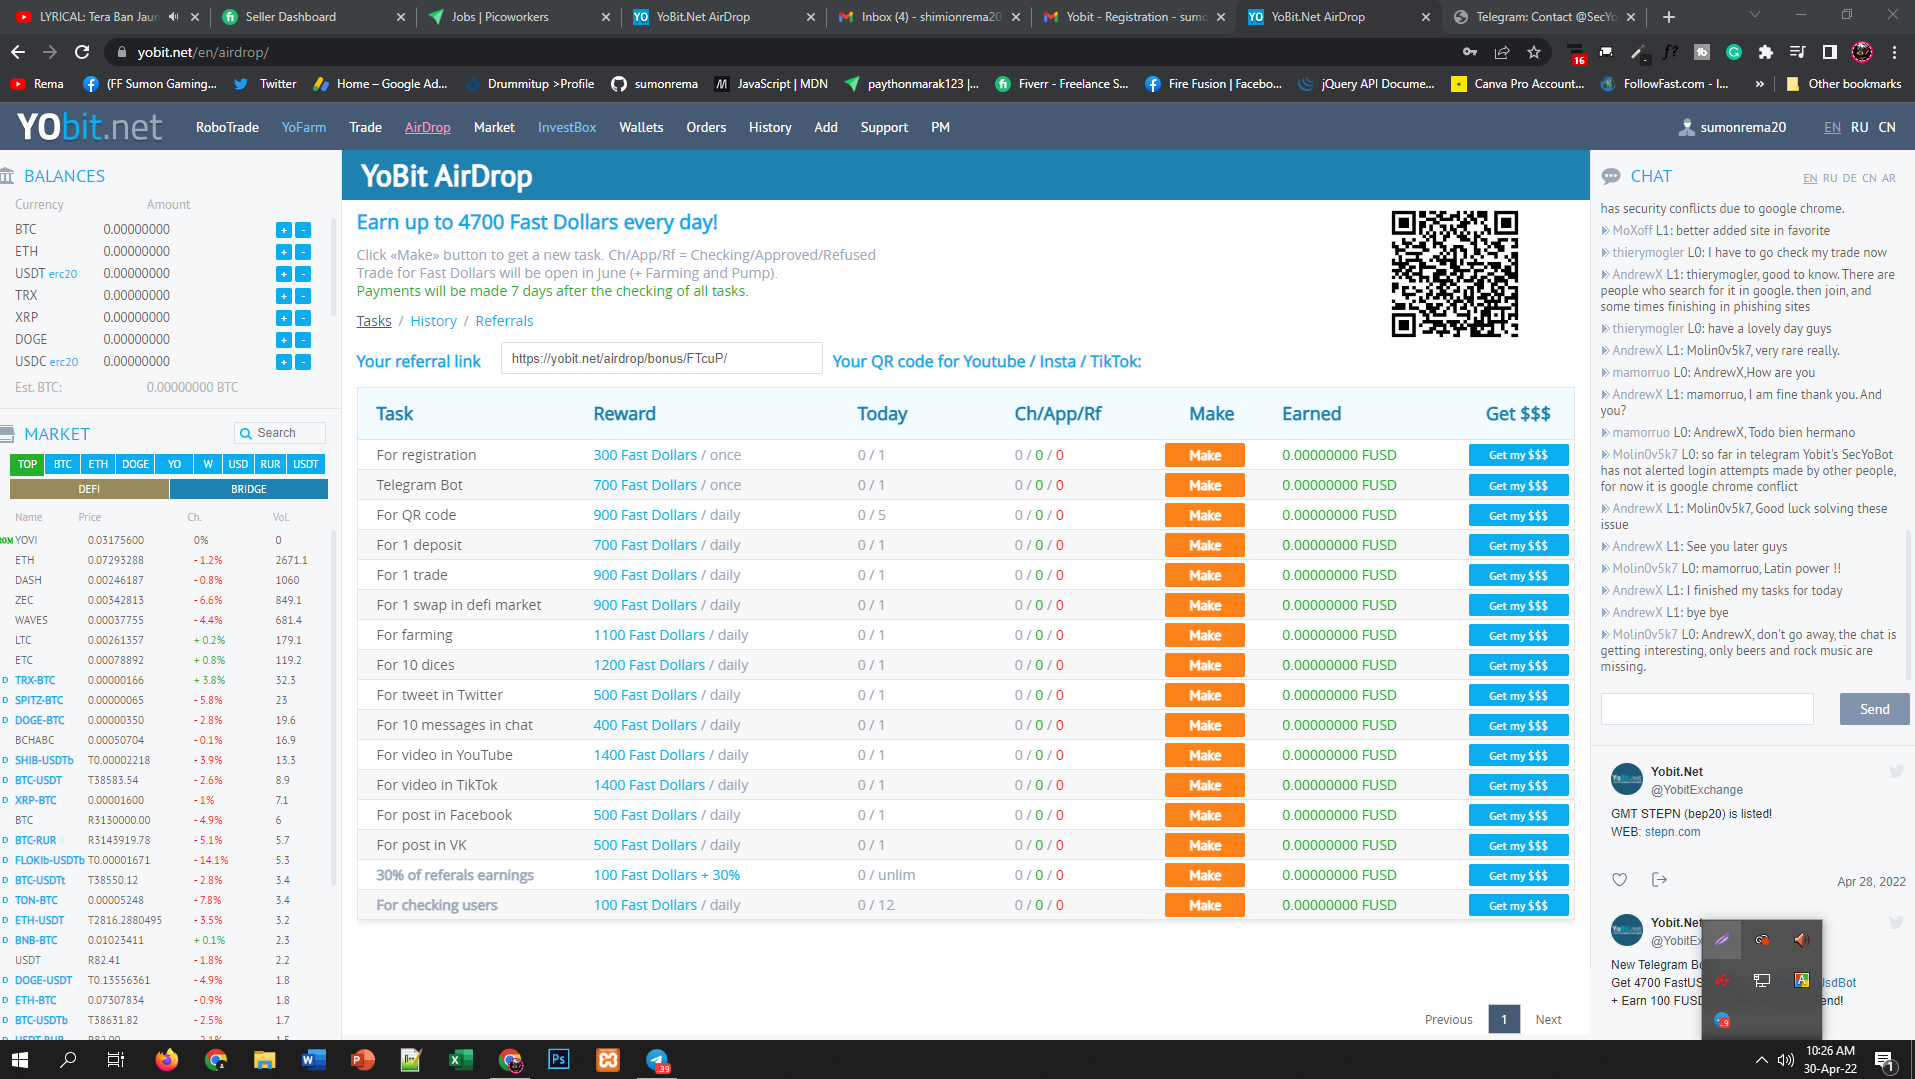 LYRICAL: Tera Ban Jaun
Seller Dashboard
Jobs | Picoworkers
YoBit.Net AirDrop
Inbox (4) - shimionrema20
Yobit - Registration - sumo
YoBit.Net AirDrop
Telegram: Contact @SecYo
yobit.net/en/airdrop/
16
Rema
(FF Sumon Gaming...
Twitter
Home – Google Ad...
Drummitup >Profile
sumonrema
JavaScript | MDN
paythonmarak123 |...
Fiverr - Freelance S...
Fire Fusion | Facebo...
jQuery API Docume...
Canva Pro Account...
FollowFast.com - I...
»
Other bookmarks
YObit.net
RoboTrade YoFarm Trade AirDrop Market InvestBox Wallets Orders History Add Support PM
sumonrema20
EN RU CN
BALANCES
Currency Amount
BTC 0.00000000 + -
ETH 0.00000000 + -
USDT erc20 0.00000000 + -
TRX 0.00000000 + -
XRP 0.00000000 + -
DOGE 0.00000000 + -
USDC erc20 0.00000000 + -
Est. BTC: 0.00000000 BTC
MARKET
Search
TOP BTC ETH DOGE YO W USD RUR USDT
DEFI BRIDGE
Name Price Ch. Vol.
YOVI 0.03175600 0% 0
ETH 0.07293288 - 1.2% 2671.1
DASH 0.00246187 - 0.8% 1060
ZEC 0.00342813 - 6.6% 849.1
WAVES 0.00037755 - 4.4% 681.4
LTC 0.00261357 + 0.2% 179.1
ETC 0.00078892 + 0.8% 119.2
D TRX-BTC 0.00000166 + 3.8% 32.3
D SPITZ-BTC 0.00000065 - 5.8% 23
D DOGE-BTC 0.00000350 - 2.8% 19.6
BCHABC 0.00050704 - 0.1% 16.9
D SHIB-USDTb T0.00002218 - 3.9% 13.3
D BTC-USDT T38583.54 - 2.6% 8.9
D XRP-BTC 0.00001600 - 1% 7.1
BTC R3130000.00 - 4.9% 6
D BTC-RUR R3143919.78 - 5.1% 5.7
D FLOKIb-USDTb T0.00001671 - 14.1% 5.3
D BTC-USDTt T38550.12 - 2.8% 3.4
D TON-BTC 0.00005248 - 7.8% 3.4
D ETH-USDT T2816.2880495 - 3.5% 3.2
D BNB-BTC 0.01023411 + 0.1% 2.3
USDT R82.41 - 1.8% 2.2
D DOGE-USDT T0.13556361 - 4.9% 1.8
D ETH-BTC 0.07307834 - 0.9% 1.8
D BTC-USDTb T38631.82 - 2.5% 1.7
YoBit AirDrop
Earn up to 4700 Fast Dollars every day!
Click «Make» button to get a new task. Ch/App/Rf = Checking/Approved/Refused
Trade for Fast Dollars will be open in June (+ Farming and Pump).
Payments will be made 7 days after the checking of all tasks.
Tasks / History / Referrals
Your referral link https://yobit.net/airdrop/bonus/FTcuP/ Your QR code for Youtube / Insta / TikTok:
Task Reward Today Ch/App/Rf Make Earned Get $$$
For registration 300 Fast Dollars / once 0 / 1 0 / 0 / 0 Make 0.00000000 FUSD Get my $$$
Telegram Bot 700 Fast Dollars / once 0 / 1 0 / 0 / 0 Make 0.00000000 FUSD Get my $$$
For QR code 900 Fast Dollars / daily 0 / 5 0 / 0 / 0 Make 0.00000000 FUSD Get my $$$
For 1 deposit 700 Fast Dollars / daily 0 / 1 0 / 0 / 0 Make 0.00000000 FUSD Get my $$$
For 1 trade 900 Fast Dollars / daily 0 / 1 0 / 0 / 0 Make 0.00000000 FUSD Get my $$$
For 1 swap in defi market 900 Fast Dollars / daily 0 / 1 0 / 0 / 0 Make 0.00000000 FUSD Get my $$$
For farming 1100 Fast Dollars / daily 0 / 1 0 / 0 / 0 Make 0.00000000 FUSD Get my $$$
For 10 dices 1200 Fast Dollars / daily 0 / 1 0 / 0 / 0 Make 0.00000000 FUSD Get my $$$
For tweet in Twitter 500 Fast Dollars / daily 0 / 1 0 / 0 / 0 Make 0.00000000 FUSD Get my $$$
For 10 messages in chat 400 Fast Dollars / daily 0 / 1 0 / 0 / 0 Make 0.00000000 FUSD Get my $$$
For video in YouTube 1400 Fast Dollars / daily 0 / 1 0 / 0 / 0 Make 0.00000000 FUSD Get my $$$
For video in TikTok 1400 Fast Dollars / daily 0 / 1 0 / 0 / 0 Make 0.00000000 FUSD Get my $$$
For post in Facebook 500 Fast Dollars / daily 0 / 1 0 / 0 / 0 Make 0.00000000 FUSD Get my $$$
For post in VK 500 Fast Dollars / daily 0 / 1 0 / 0 / 0 Make 0.00000000 FUSD Get my $$$
30% of referals earnings 100 Fast Dollars + 30% 0 / unlim 0 / 0 / 0 Make 0.00000000 FUSD Get my $$$
For checking users 100 Fast Dollars / daily 0 / 12 0 / 0 / 0 Make 0.00000000 FUSD Get my $$$
Previous 1 Next
CHAT
EN RU DE CN AR
has security conflicts due to google chrome.
MoXoff L1: better added site in favorite
thierymogler L0: I have to go check my trade now
AndrewX L1: thierymogler, good to know. There are
people who search for it in google. then join, and
some times finishing in phishing sites
thierymogler L0: have a lovely day guys
AndrewX L1: Molin0v5k7, very rare really.
mamorruo L0: AndrewX,How are you
AndrewX L1: mamorruo, I am fine thank you. And
you?
mamorruo L0: AndrewX, Todo bien hermano
Molin0v5k7 L0: so far in telegram Yobit's SecYoBot
has not alerted login attempts made by other people,
for now it is google chrome conflict
AndrewX L1: Molin0v5k7, Good luck solving these
issue
AndrewX L1: See you later guys
Molin0v5k7 L0: mamorruo, Latin power !!
AndrewX L1: I finished my tasks for today
AndrewX L1: bye bye
Molin0v5k7 L0: AndrewX, don't go away, the chat is
getting interesting, only beers and rock music are
missing.
Send
Yobit.Net
@YobitExchange
GMT STEPN (bep20) is listed!
WEB: stepn.com
Apr 28, 2022
Yobit.Net
@YobitEx
New Telegram Bo
Get 4700 FastUS UsdBot
+ Earn 100 FUSD end!
10:26 AM
30-Apr-22